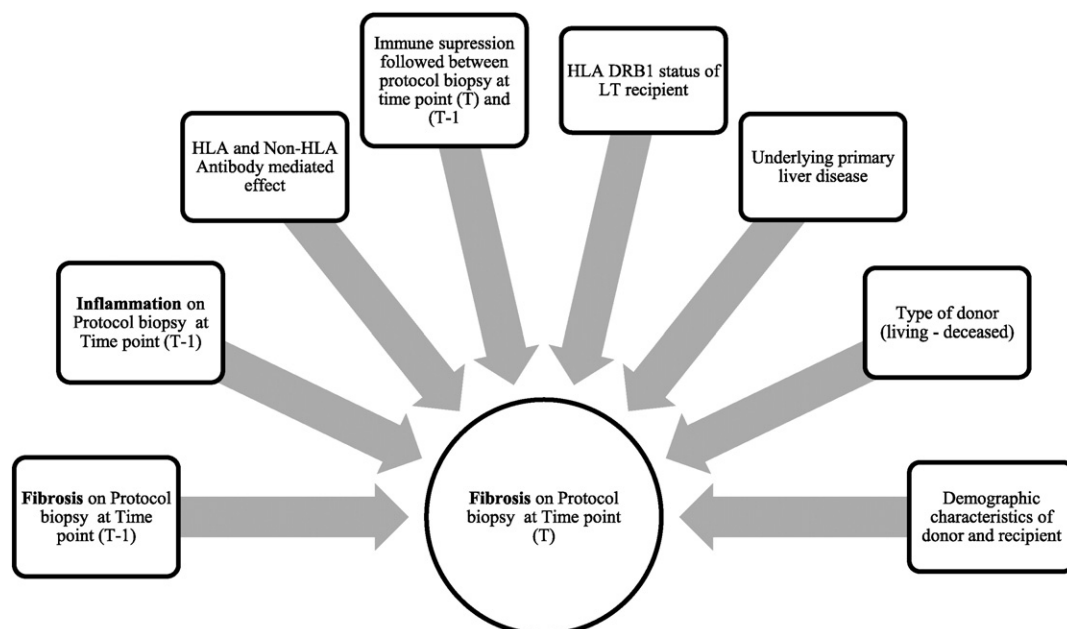 Immune supression
followed between
protocol biopsy at
time point (T) and
(T-1
HLA DRB1 status of
LT recipient
HLA and Non-HLA
Antibody mediated
effect
Underlying primary
liver disease
Inflammation on
Protocol biopsy at
Time point (T-1)
Type of donor
(living - deceased)
Fibrosis on Protocol
biopsy at Time
point (T-1)
Fibrosis on Protocol
biopsy at Time point
(T)
Demographic
characteristics of
donor and recipient